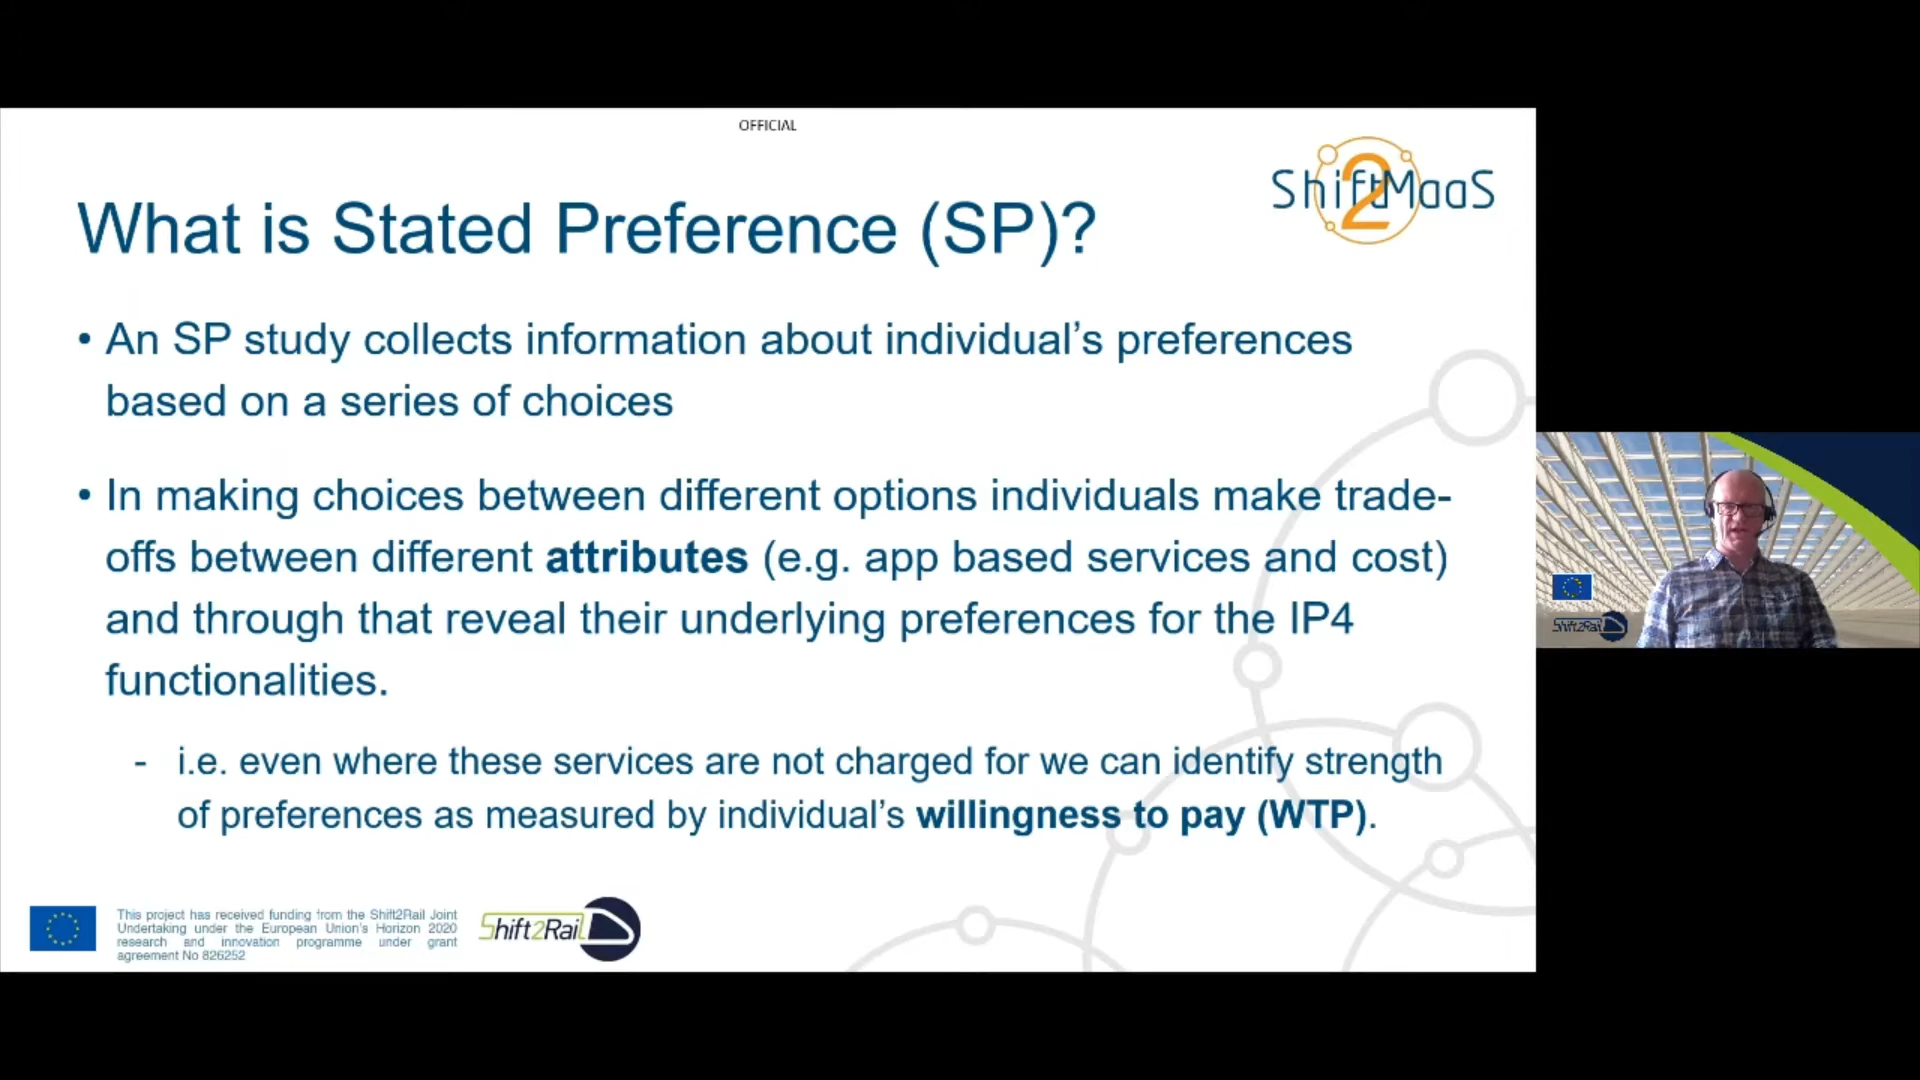 OFFICIAL
Shift2MaaS
What is Stated Preference (SP)?
• An SP study collects information about individual’s preferences
based on a series of choices
• In making choices between different options individuals make trade-
offs between different attributes (e.g. app based services and cost)
and through that reveal their underlying preferences for the IP4
functionalities.
- i.e. even where these services are not charged for we can identify strength
of preferences as measured by individual’s willingness to pay (WTP).
This project has received funding from the Shift2Rail Joint
Undertaking under the European Union's Horizon 2020
research and innovation programme under grant
agreement No 826252
Shift2Rail
Shift2Rail